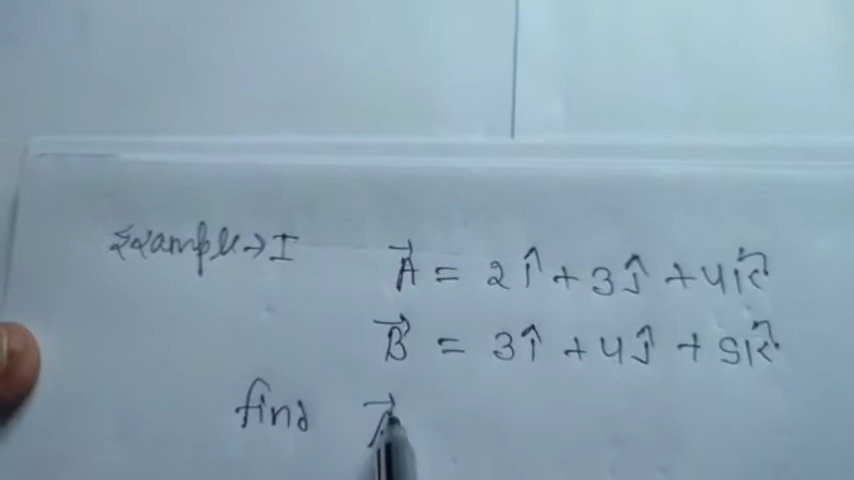 Example→I
A⃗ = 2î + 3ĵ + 4k̂
B⃗ = 3î + 4ĵ + 5k̂
find A⃗